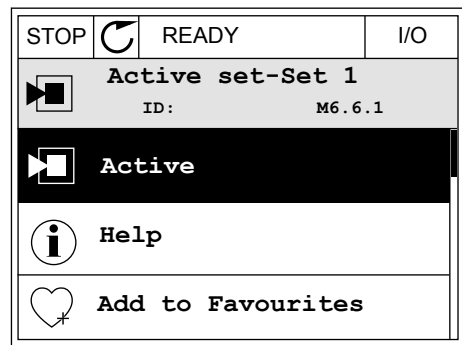 STOP READY I/O
Active set-Set 1
ID: M6.6.1
Active
Help
Add to Favourites